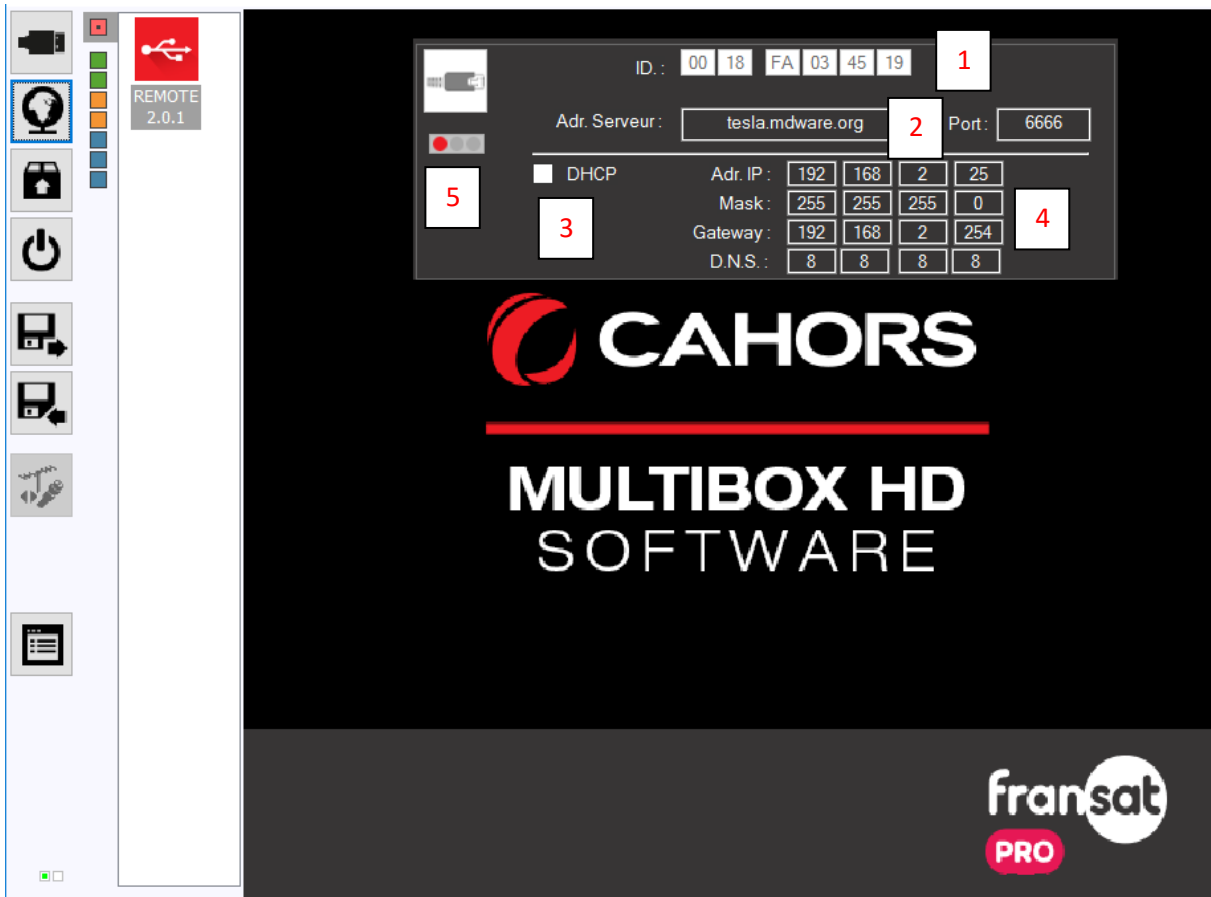 ID. : 00 18 FA 03 45 19 1
Adr. Serveur : tesla.mdware.org 2 Port : 6666
REMOTE
2.0.1
5
DHCP
3
Adr. IP : 192 168 2 25
Mask : 255 255 255 0
Gateway : 192 168 2 254
D.N.S. : 8 8 8 8
4
CAHORS
MULTIBOX HD
SOFTWARE
fransat
PRO